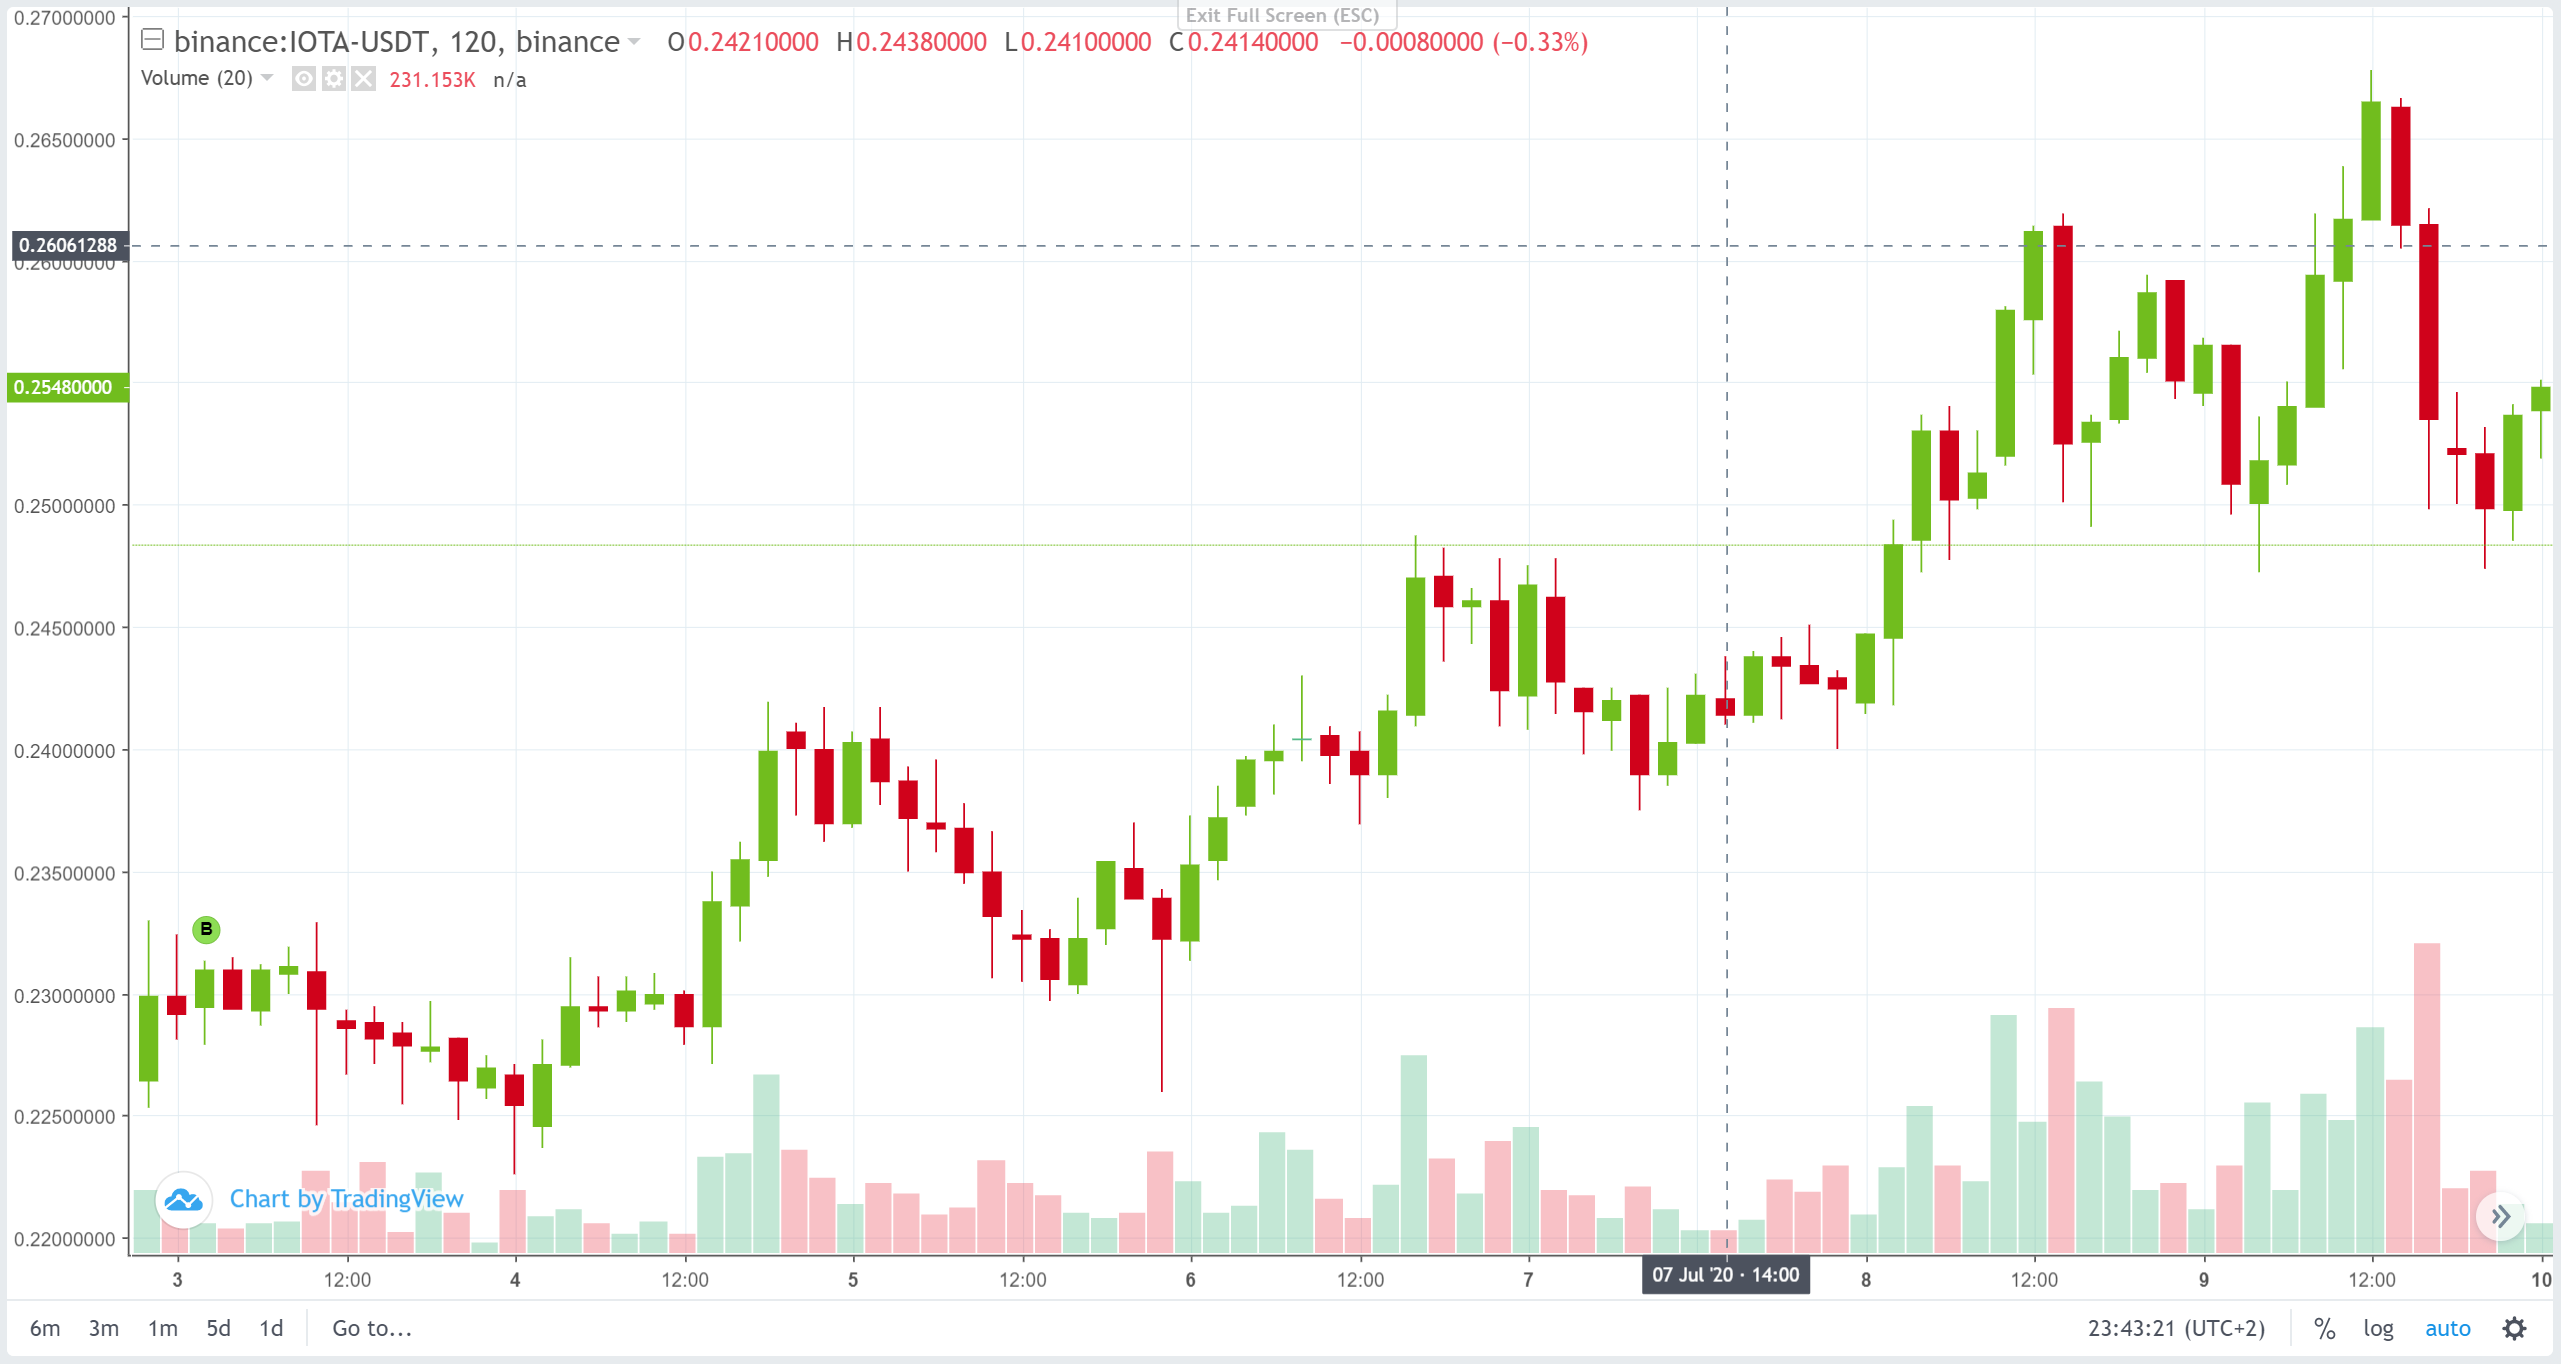 Exit Full Screen (ESC)
binance:IOTA-USDT, 120, binance O0.24210000 H0.24380000 L0.24100000 C0.24140000 −0.00080000 (−0.33%)
Volume (20) 231.153K n/a
0.27000000
0.26500000
0.26061288
0.26000000
0.25480000
0.25000000
0.24500000
0.24000000
0.23500000
0.23000000
0.22500000
0.22000000
B
Chart by TradingView
3 12:00 4 12:00 5 12:00 6 12:00 7 07 Jul '20 · 14:00 8 12:00 9 12:00 10
6m 3m 1m 5d 1d Go to... 23:43:21 (UTC+2) % log auto